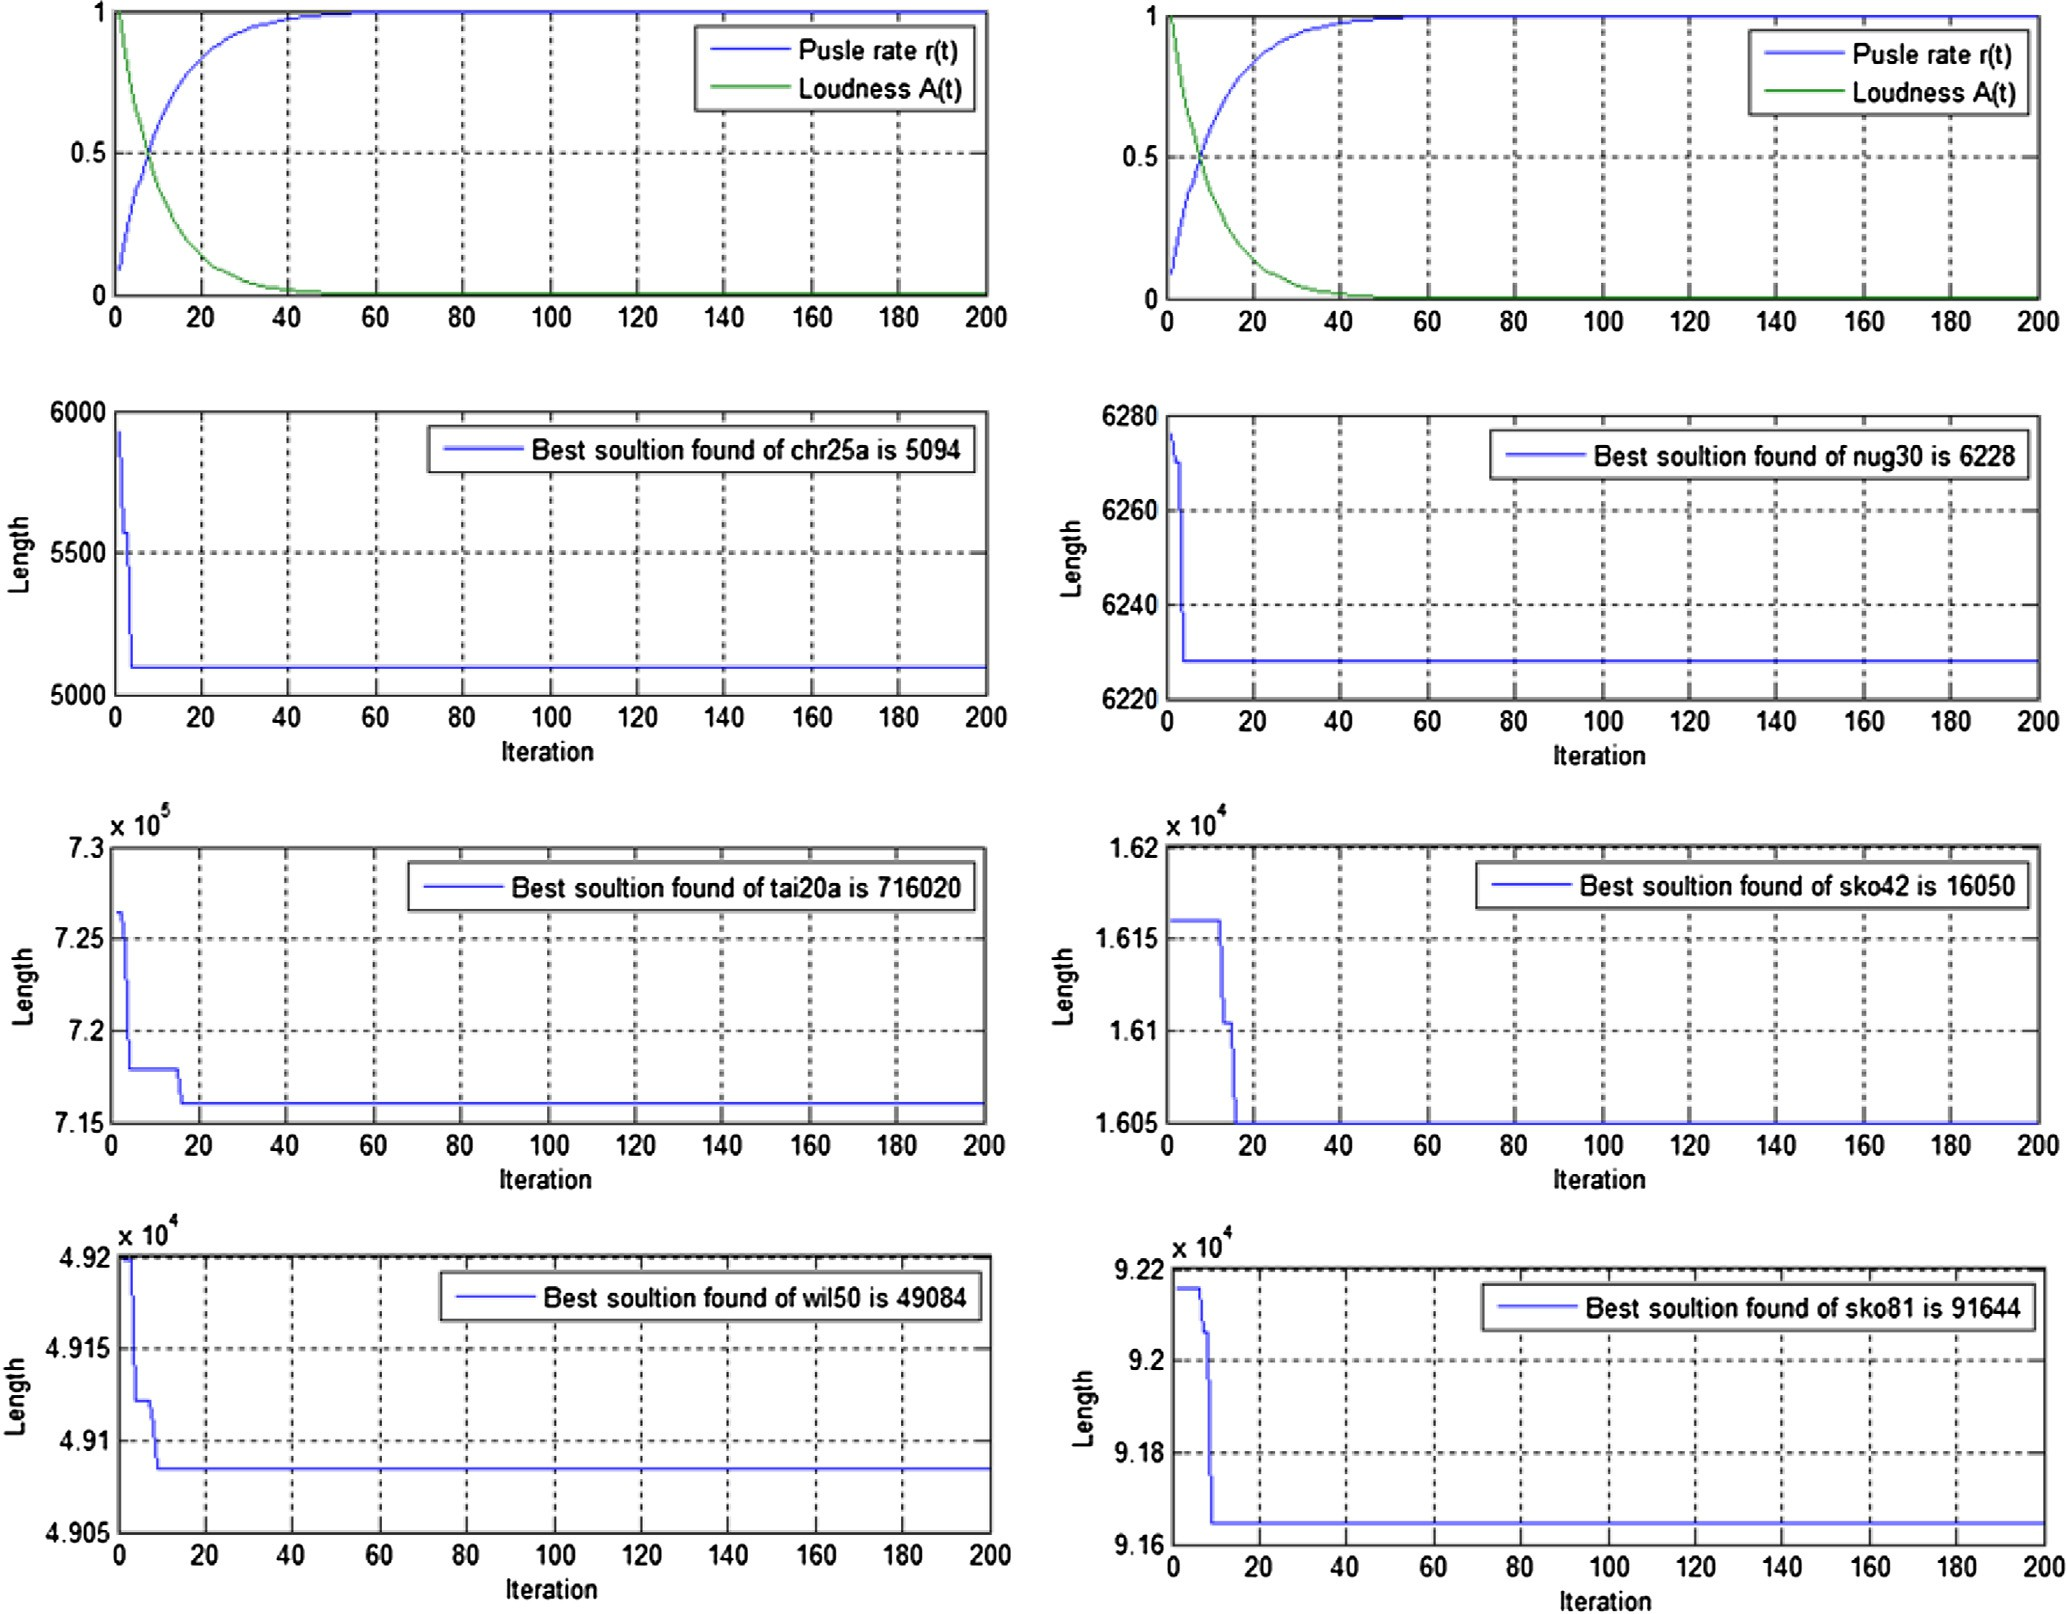 1
Pusle rate r(t)
Loudness A(t)
0.5
0
0 20 40 60 80 100 120 140 160 180 200
1
Pusle rate r(t)
Loudness A(t)
0.5
0
0 20 40 60 80 100 120 140 160 180 200
6000
Best soultion found of chr25a is 5094
5500
Length
5000
0 20 40 60 80 100 120 140 160 180 200
Iteration
6280
Best soultion found of nug30 is 6228
6260
Length
6240
6220
0 20 40 60 80 100 120 140 160 180 200
Iteration
x 10^5
7.3
Best soultion found of tai20a is 716020
7.25
Length
7.2
7.15
0 20 40 60 80 100 120 140 160 180 200
Iteration
x 10^4
1.62
Best soultion found of sko42 is 16050
1.615
Length
1.61
1.605
0 20 40 60 80 100 120 140 160 180 200
Iteration
x 10^4
4.92
Best soultion found of wil50 is 49084
4.915
Length
4.91
4.905
0 20 40 60 80 100 120 140 160 180 200
Iteration
x 10^4
9.22
Best soultion found of sko81 is 91644
9.2
Length
9.18
9.16
0 20 40 60 80 100 120 140 160 180 200
Iteration